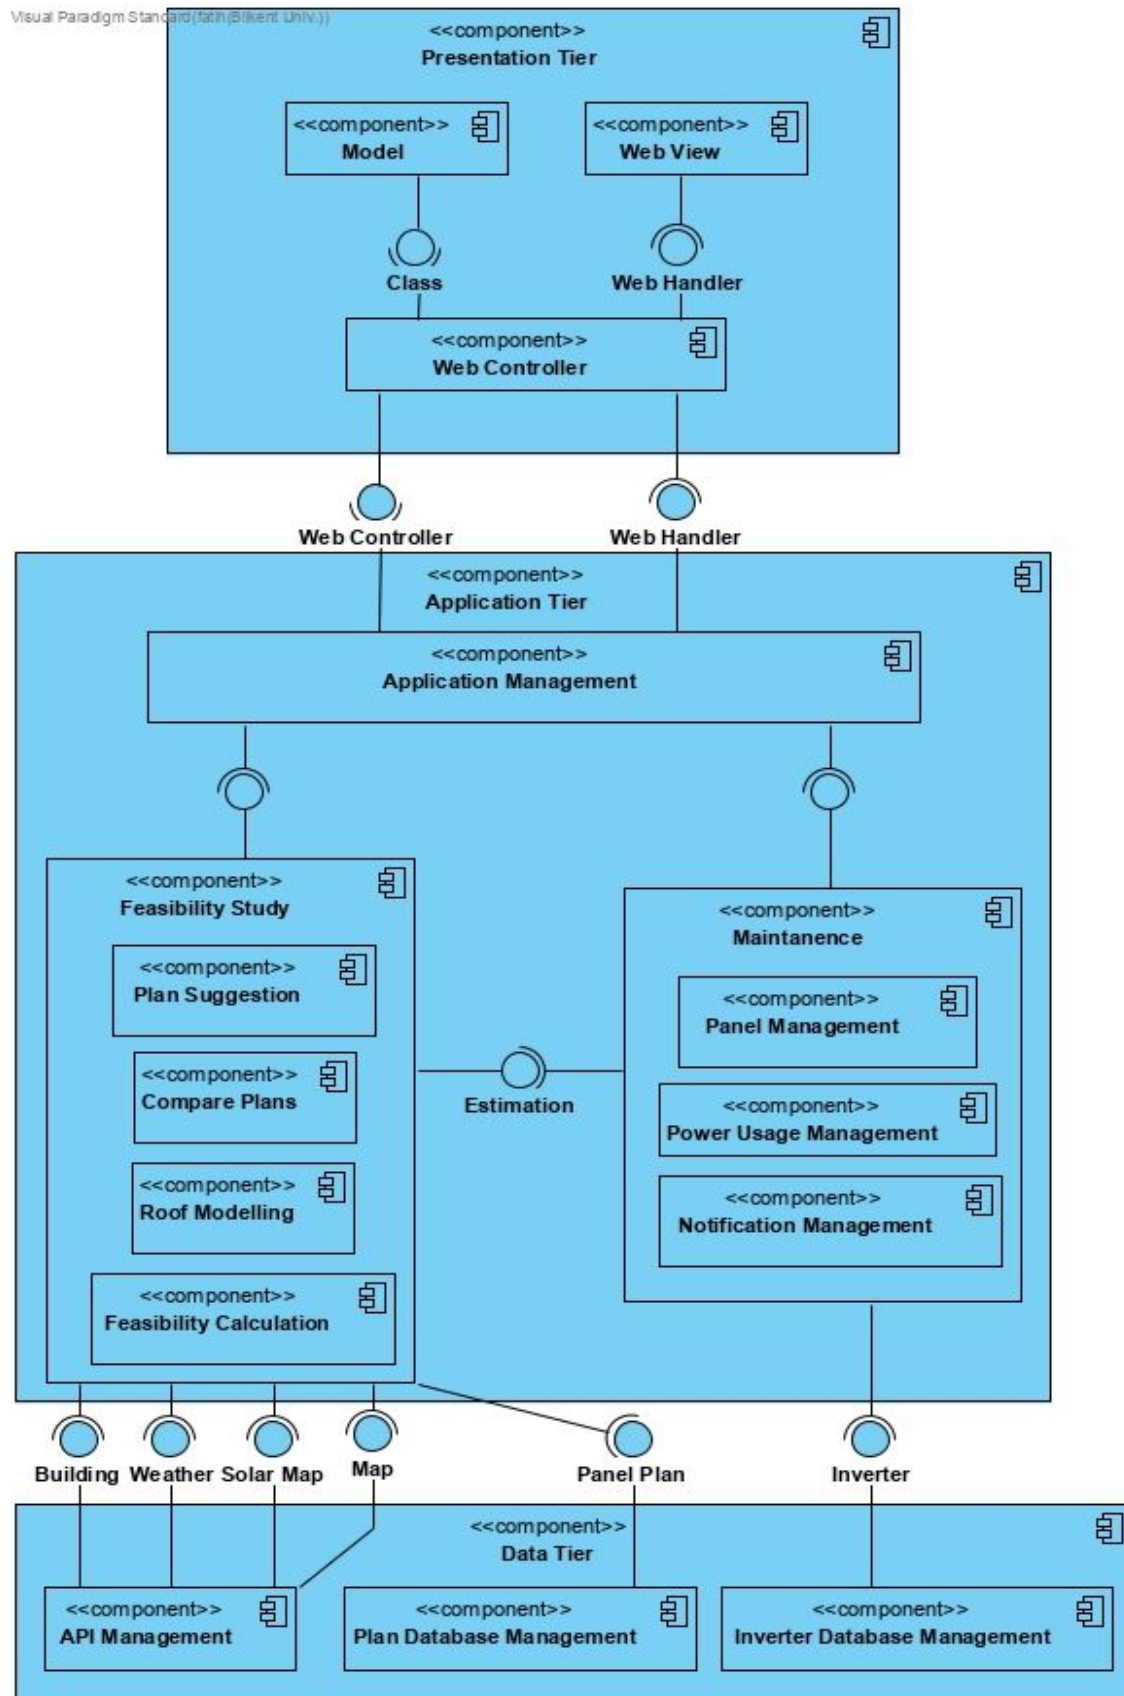 Visual Paradigm Standard(fatih(Bilkent Univ.))
<<component>>
Presentation Tier
<<component>>
Model
<<component>>
Web View
Class
Web Handler
<<component>>
Web Controller
Web Controller
Web Handler
<<component>>
Application Tier
<<component>>
Application Management
<<component>>
Feasibility Study
<<component>>
Plan Suggestion
<<component>>
Compare Plans
<<component>>
Roof Modelling
<<component>>
Feasibility Calculation
Estimation
<<component>>
Maintanence
<<component>>
Panel Management
<<component>>
Power Usage Management
<<component>>
Notification Management
Building
Weather
Solar Map
Map
Panel Plan
Inverter
<<component>>
Data Tier
<<component>>
API Management
<<component>>
Plan Database Management
<<component>>
Inverter Database Management